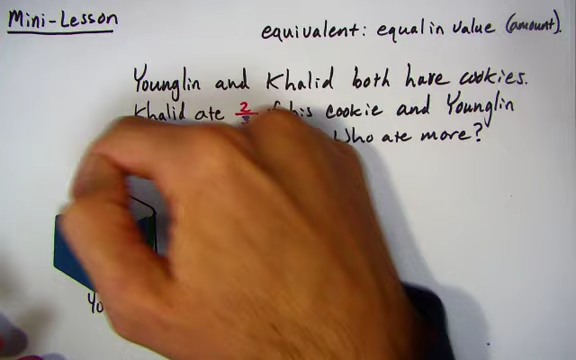 Mini-Lesson
equivalent: equal in value (amount).
Younglin and Khalid both have cookies.
Khalid ate 2 his cookie and Younglin
Who ate more?